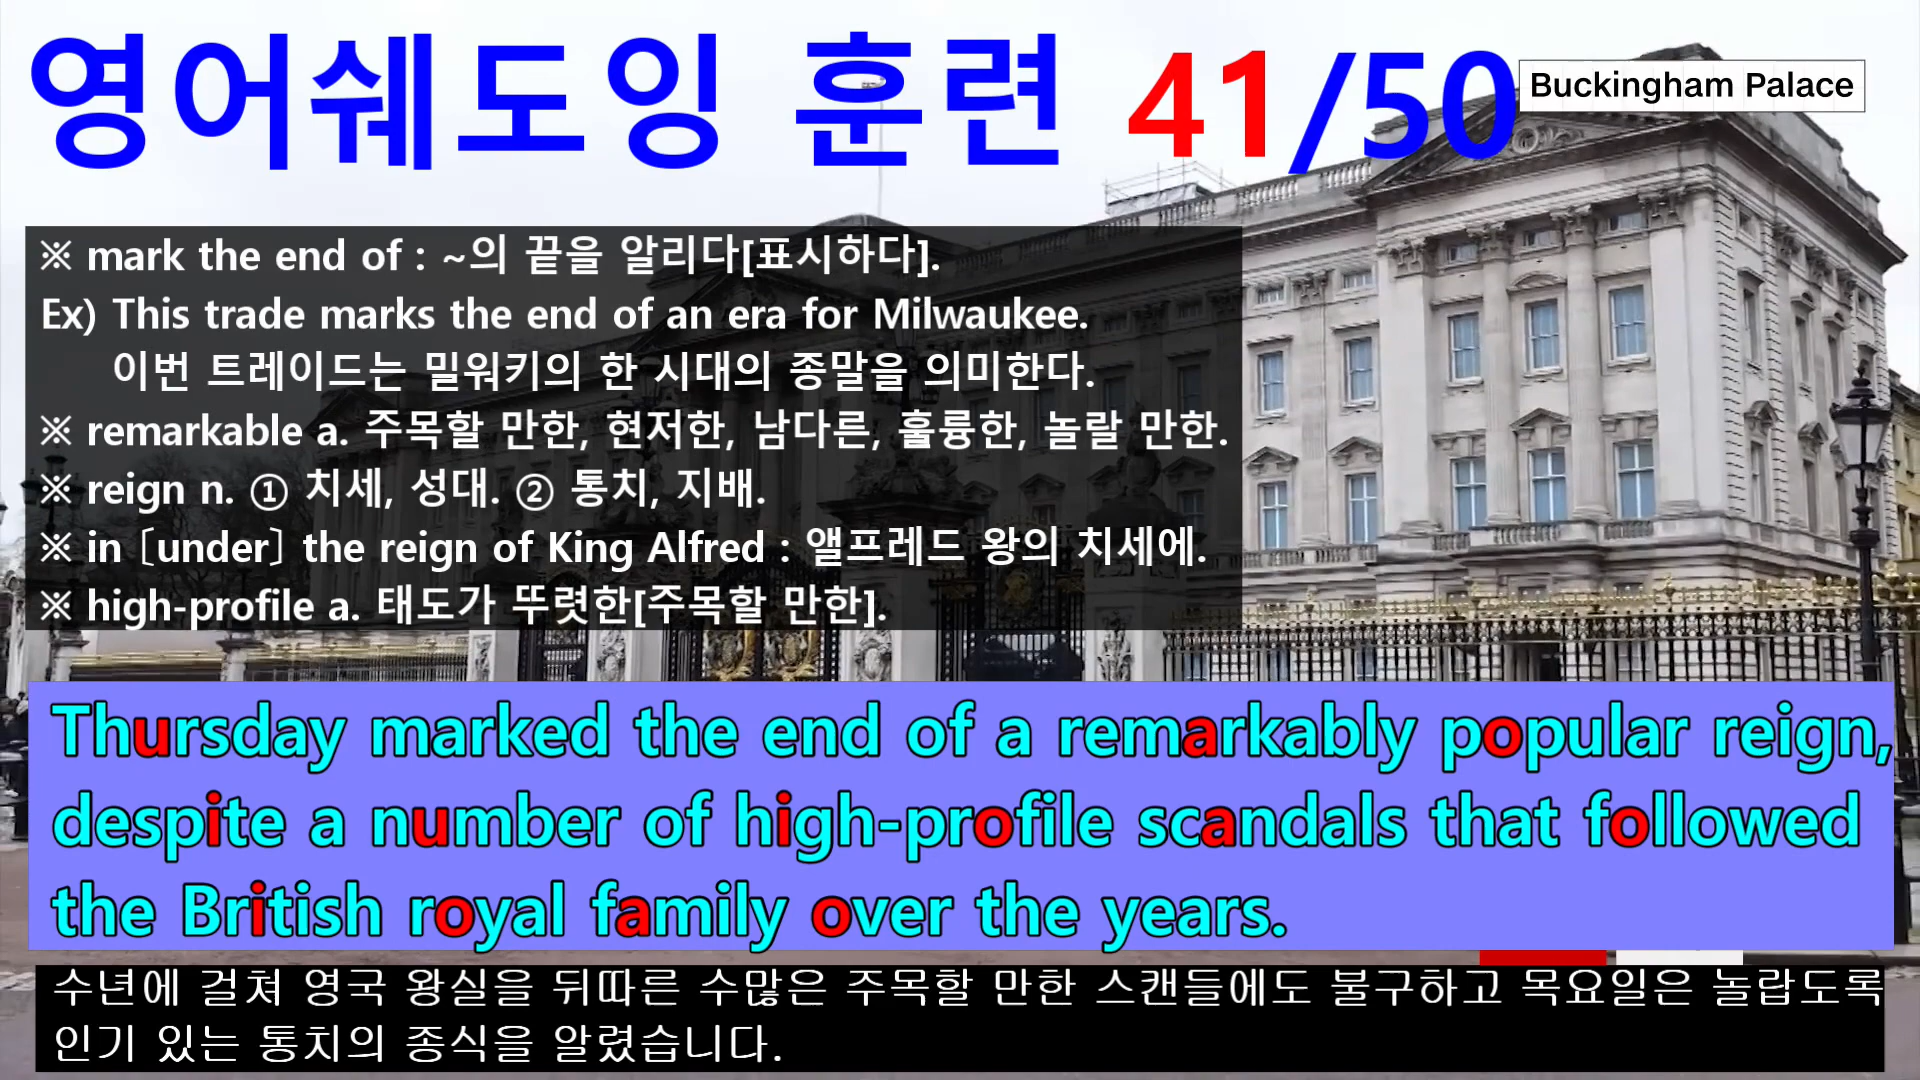 영어쉐도잉 훈련 41/50
Buckingham Palace
※ mark the end of : ~의 끝을 알리다[표시하다].
Ex) This trade marks the end of an era for Milwaukee.
이번 트레이드는 밀워키의 한 시대의 종말을 의미한다.
※ remarkable a. 주목할 만한, 현저한, 남다른, 훌륭한, 놀랄 만한.
※ reign n. ① 치세, 성대. ② 통치, 지배.
※ in〔under〕the reign of King Alfred : 앨프레드 왕의 치세에.
※ high-profile a. 태도가 뚜렷한[주목할 만한].
Thursday marked the end of a remarkably popular reign,
despite a number of high-profile scandals that followed
the British royal family over the years.
수년에 걸쳐 영국 왕실을 뒤따른 수많은 주목할 만한 스캔들에도 불구하고 목요일은 놀랍도록
인기 있는 통치의 종식을 알렸습니다.